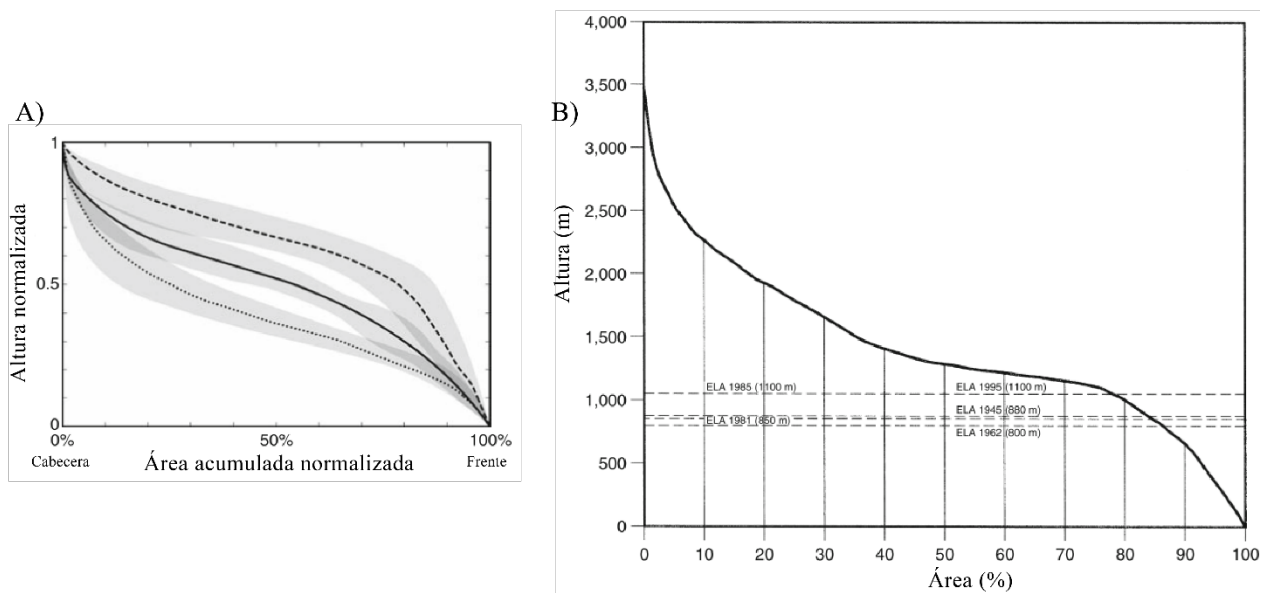 A)
Altura normalizada
1
0.5
0
0%
50%
100%
Cabecera
Área acumulada normalizada
Frente
B)
Altura (m)
4,000
3,500
3,000
2,500
2,000
1,500
1,000
500
0
ELA 1985 (1100 m)
ELA 1995 (1100 m)
ELA 1945 (880 m)
ELA 1981 (850 m)
ELA 1962 (800 m)
0 10 20 30 40 50 60 70 80 90 100
Área (%)